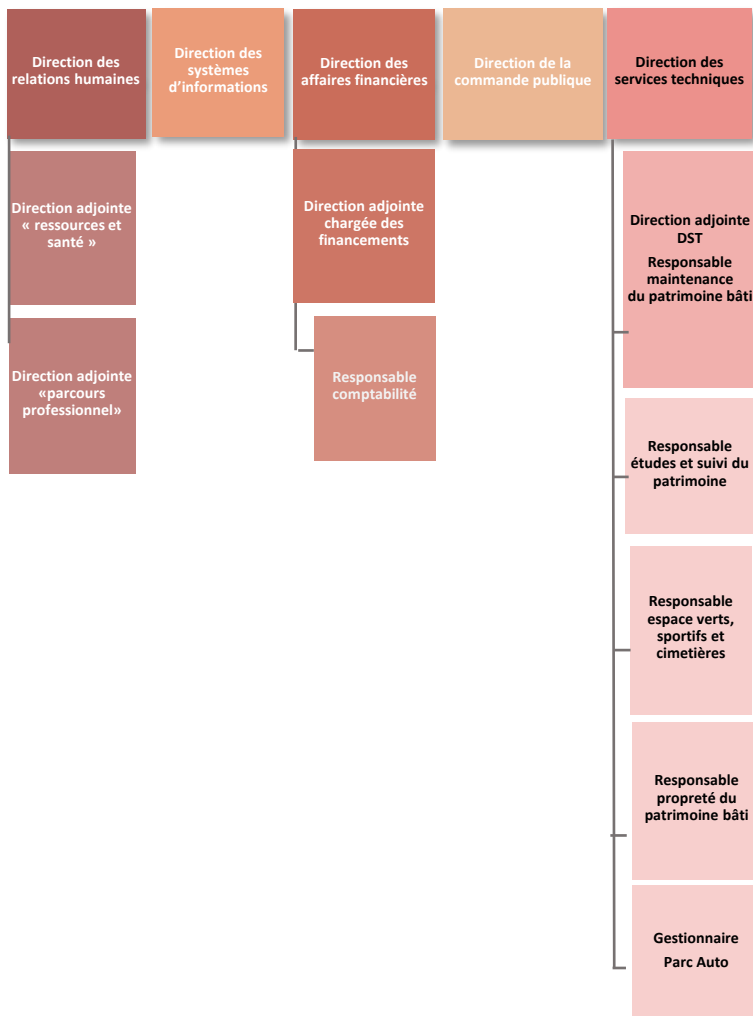 Direction des
relations humaines
Direction des
systèmes
d'informations
Direction des
affaires financières
Direction de la
commande publique
Direction des
services techniques
Direction adjointe
« ressources et
santé »
Direction adjointe
«parcours
professionnel»
Direction adjointe
chargée des
financements
Responsable
comptabilité
Direction adjointe
DST
Responsable
maintenance
du patrimoine bâti
Responsable
études et suivi du
patrimoine
Responsable
espace verts,
sportifs et
cimetières
Responsable
propreté du
patrimoine bâti
Gestionnaire
Parc Auto